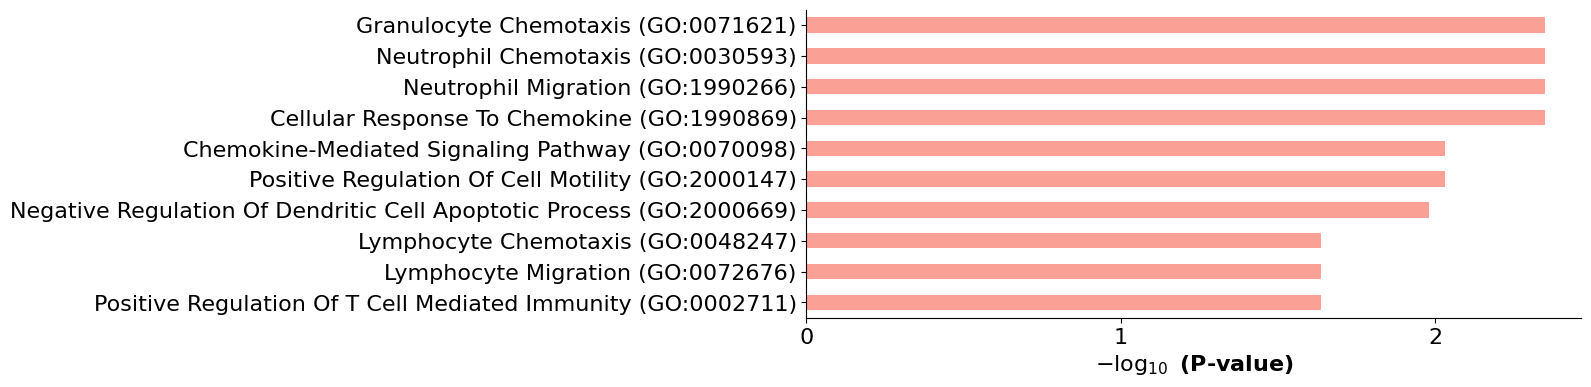 Granulocyte Chemotaxis (GO:0071621)
Neutrophil Chemotaxis (GO:0030593)
Neutrophil Migration (GO:1990266)
Cellular Response To Chemokine (GO:1990869)
Chemokine-Mediated Signaling Pathway (GO:0070098)
Positive Regulation Of Cell Motility (GO:2000147)
Negative Regulation Of Dendritic Cell Apoptotic Process (GO:2000669)
Lymphocyte Chemotaxis (GO:0048247)
Lymphocyte Migration (GO:0072676)
Positive Regulation Of T Cell Mediated Immunity (GO:0002711)
0 1 2
−log₁₀ (P-value)